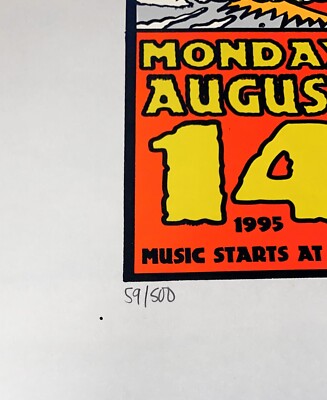 MONDAY
AUGUS
14
1995
MUSIC STARTS AT
59/500